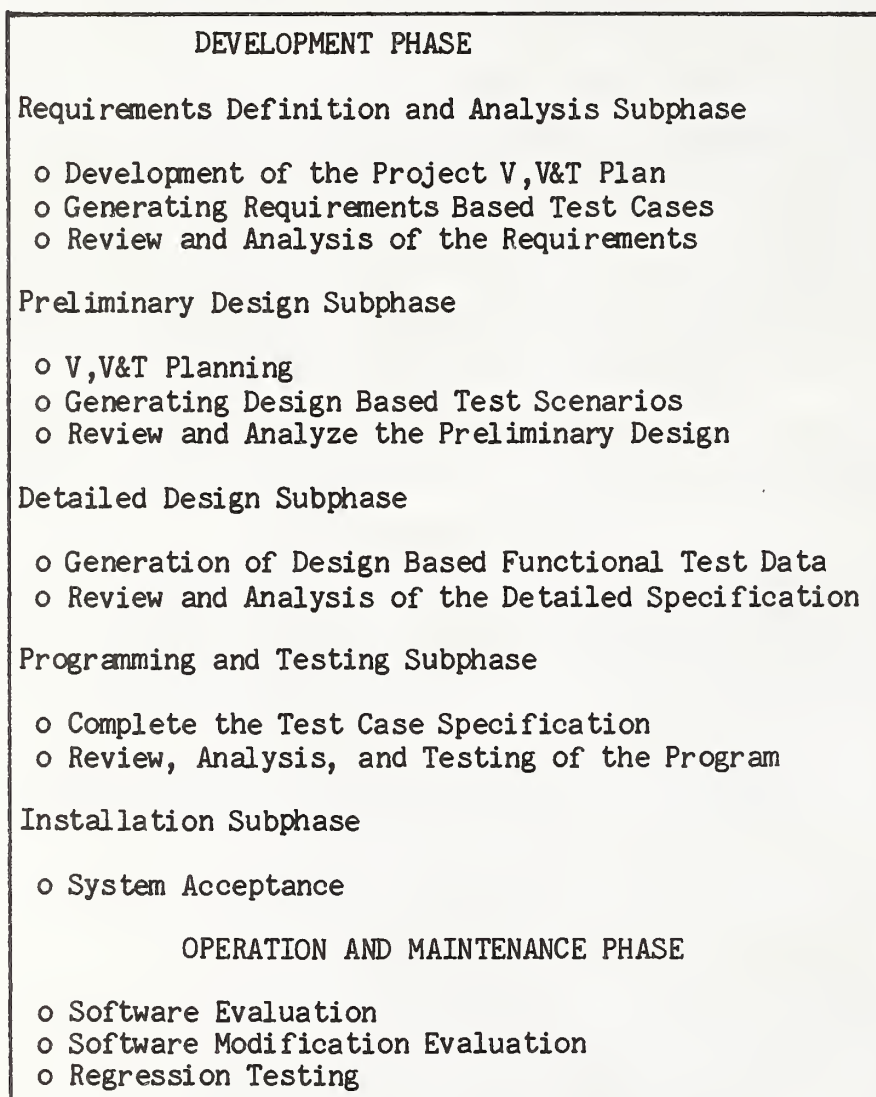 DEVELOPMENT PHASE
Requirements Definition and Analysis Subphase
o Development of the Project V,V&T Plan
o Generating Requirements Based Test Cases
o Review and Analysis of the Requirements
Preliminary Design Subphase
o V,V&T Planning
o Generating Design Based Test Scenarios
o Review and Analyze the Preliminary Design
Detailed Design Subphase
o Generation of Design Based Functional Test Data
o Review and Analysis of the Detailed Specification
Programming and Testing Subphase
o Complete the Test Case Specification
o Review, Analysis, and Testing of the Program
Installation Subphase
o System Acceptance
OPERATION AND MAINTENANCE PHASE
o Software Evaluation
o Software Modification Evaluation
o Regression Testing